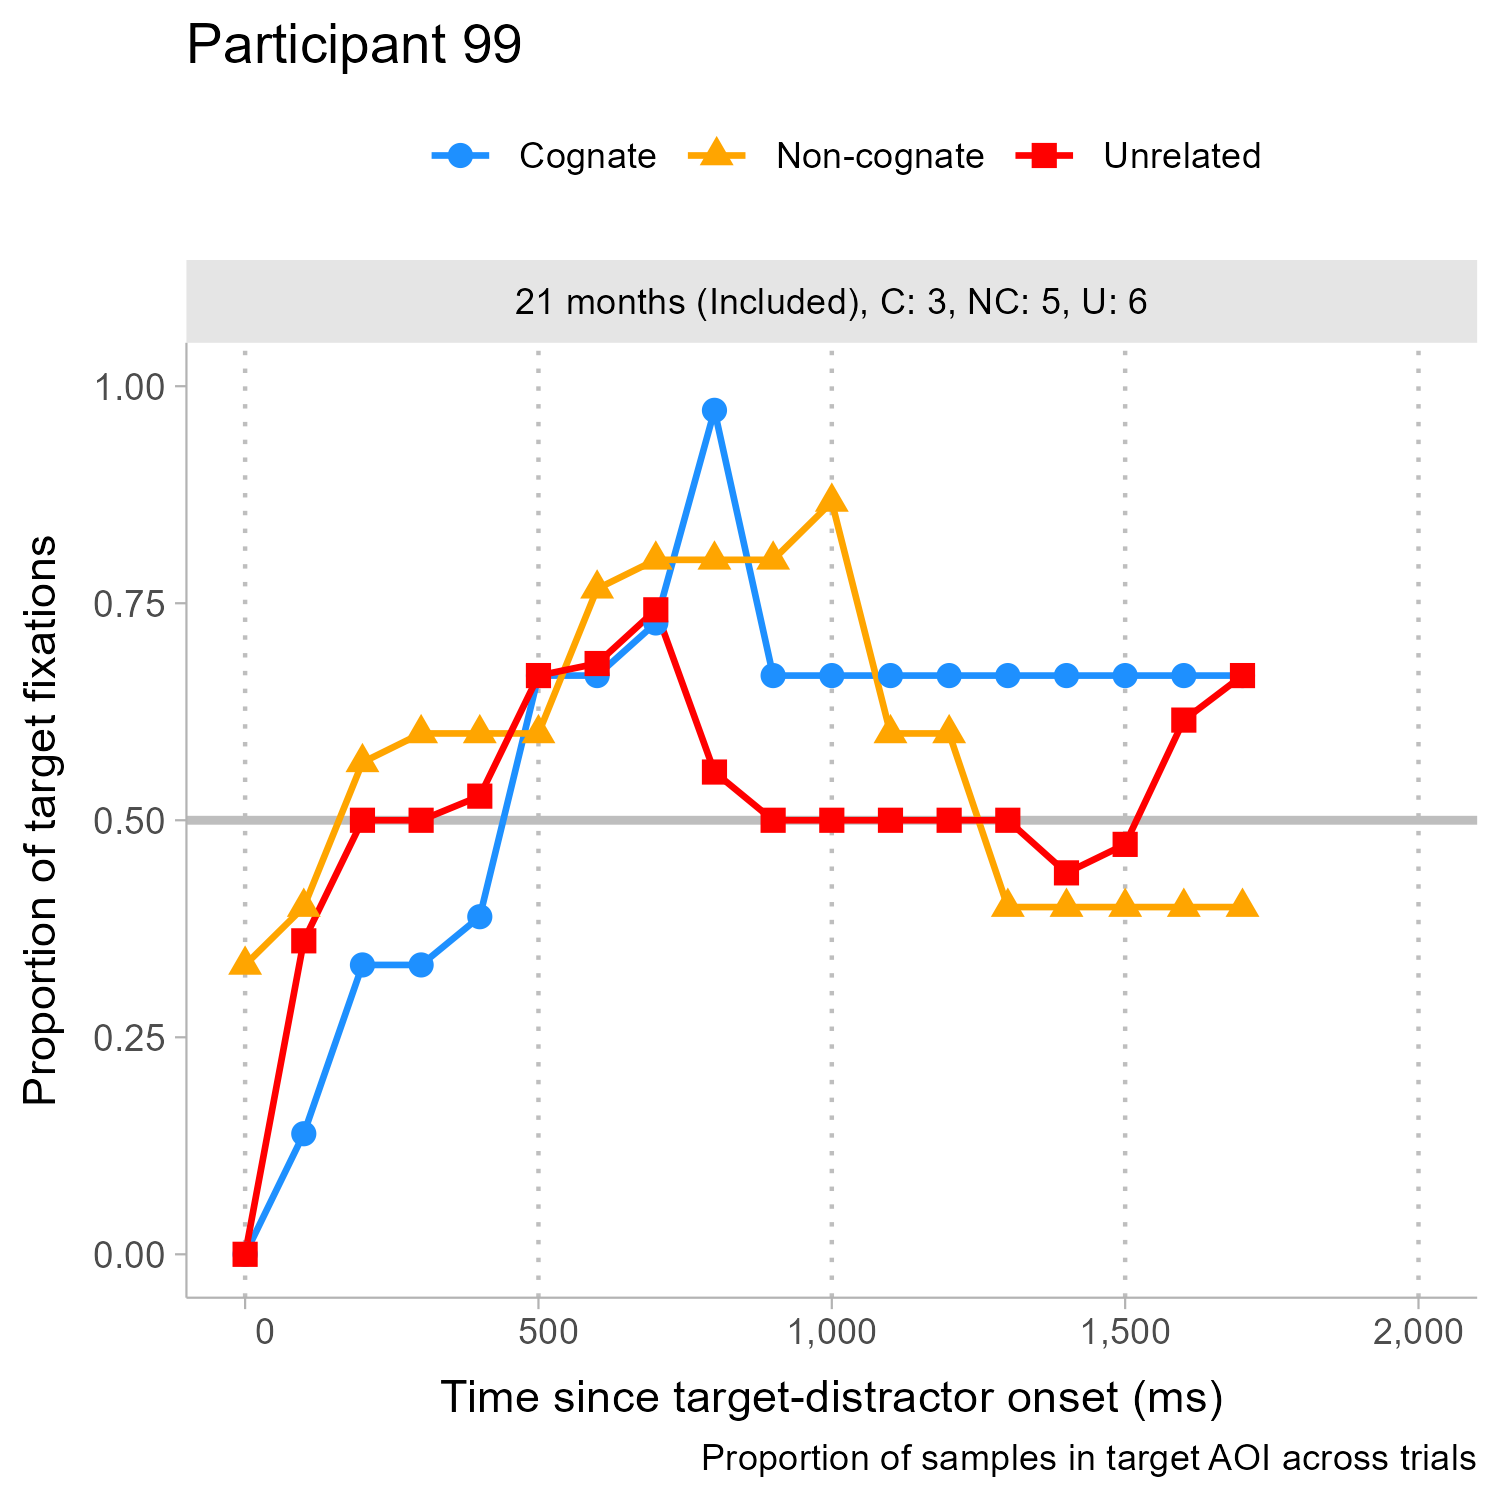 Participant 99
Cognate Non-cognate Unrelated
21 months (Included), C: 3, NC: 5, U: 6
1.00
0.75
0.50
0.25
0.00
Proportion of target fixations
0 500 1,000 1,500 2,000
Time since target-distractor onset (ms)
Proportion of samples in target AOI across trials